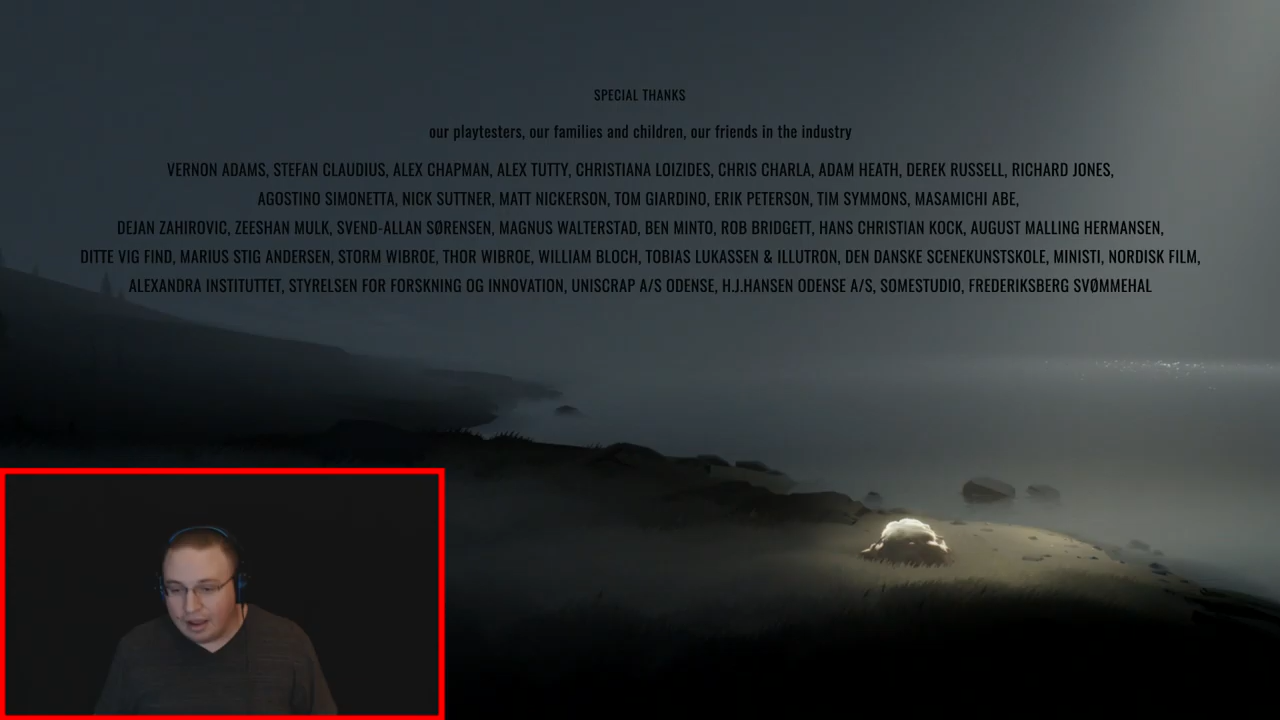 SPECIAL THANKS
our playtesters, our families and children, our friends in the industry
VERNON ADAMS, STEFAN CLAUDIUS, ALEX CHAPMAN, ALEX TUTTY, CHRISTIANA LOIZIDES, CHRIS CHARLA, ADAM HEATH, DEREK RUSSELL, RICHARD JONES,
AGOSTINO SIMONETTA, NICK SUTTNER, MATT NICKERSON, TOM GIARDINO, ERIK PETERSON, TIM SYMMONS, MASAMICHI ABE,
DEJAN ZAHIROVIC, ZEESHAN MULK, SVEND-ALLAN SØRENSEN, MAGNUS WALTERSTAD, BEN MINTO, ROB BRIDGETT, HANS CHRISTIAN KOCK, AUGUST MALLING HERMANSEN,
DITTE VIG FIND, MARIUS STIG ANDERSEN, STORM WIBROE, THOR WIBROE, WILLIAM BLOCH, TOBIAS LUKASSEN & ILLUTRON, DEN DANSKE SCENEKUNSTSKOLE, MINISTI, NORDISK FILM,
ALEXANDRA INSTITUTTET, STYRELSEN FOR FORSKNING OG INNOVATION, UNISCRAP A/S ODENSE, H.J.HANSEN ODENSE A/S, SOMESTUDIO, FREDERIKSBERG SVØMMEHAL